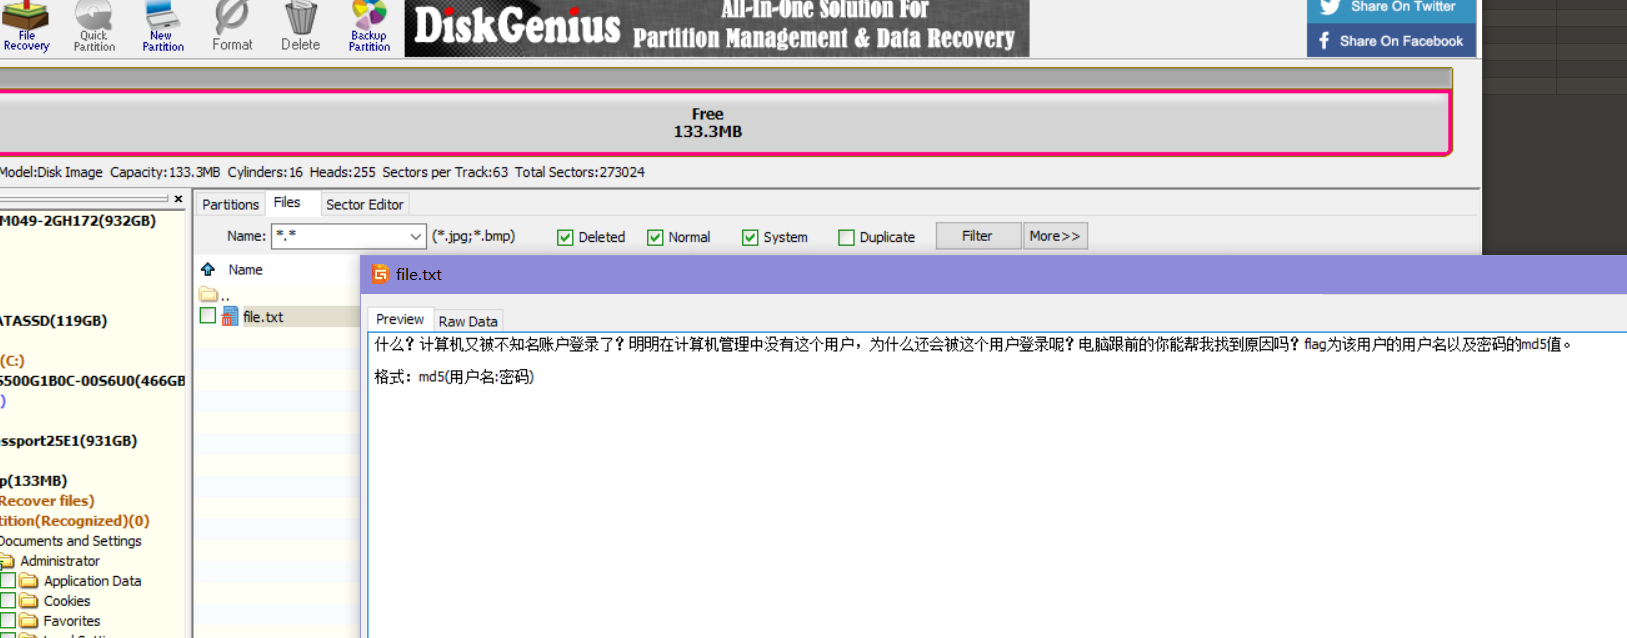 File
Recovery
Quick
Partition
New
Partition
Format
Delete
Backup
Partition
DiskGenius
All-In-One Solution For
Partition Management & Data Recovery
Share On Twitter
Share On Facebook
Free
133.3MB
Model:Disk Image Capacity:133.3MB Cylinders:16 Heads:255 Sectors per Track:63 Total Sectors:273024
M049-2GH172(932GB)
ATASSD(119GB)
(C:)
S500G1B0C-00S6U0(466GB
)
ssport25E1(931GB)
p(133MB)
Recover files)
tition(Recognized)(0)
Documents and Settings
Administrator
Application Data
Cookies
Favorites
Partitions Files Sector Editor
Name: *.* (*.jpg;*.bmp) Deleted Normal System Duplicate Filter More>>
Name
..
file.txt
file.txt
Preview Raw Data
什么？计算机又被不知名账户登录了？明明在计算机管理中没有这个用户，为什么还会被这个用户登录呢？电脑跟前的你能帮我找到原因吗？flag为该用户的用户名以及密码的md5值。
格式：md5(用户名:密码)